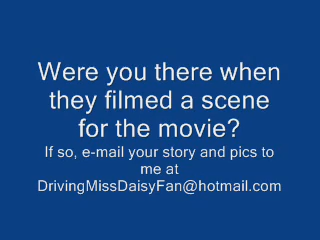 Were you there when
they filmed a scene
for the movie?
If so, e-mail your story and pics to
me at
DrivingMissDaisyFan@hotmail.com